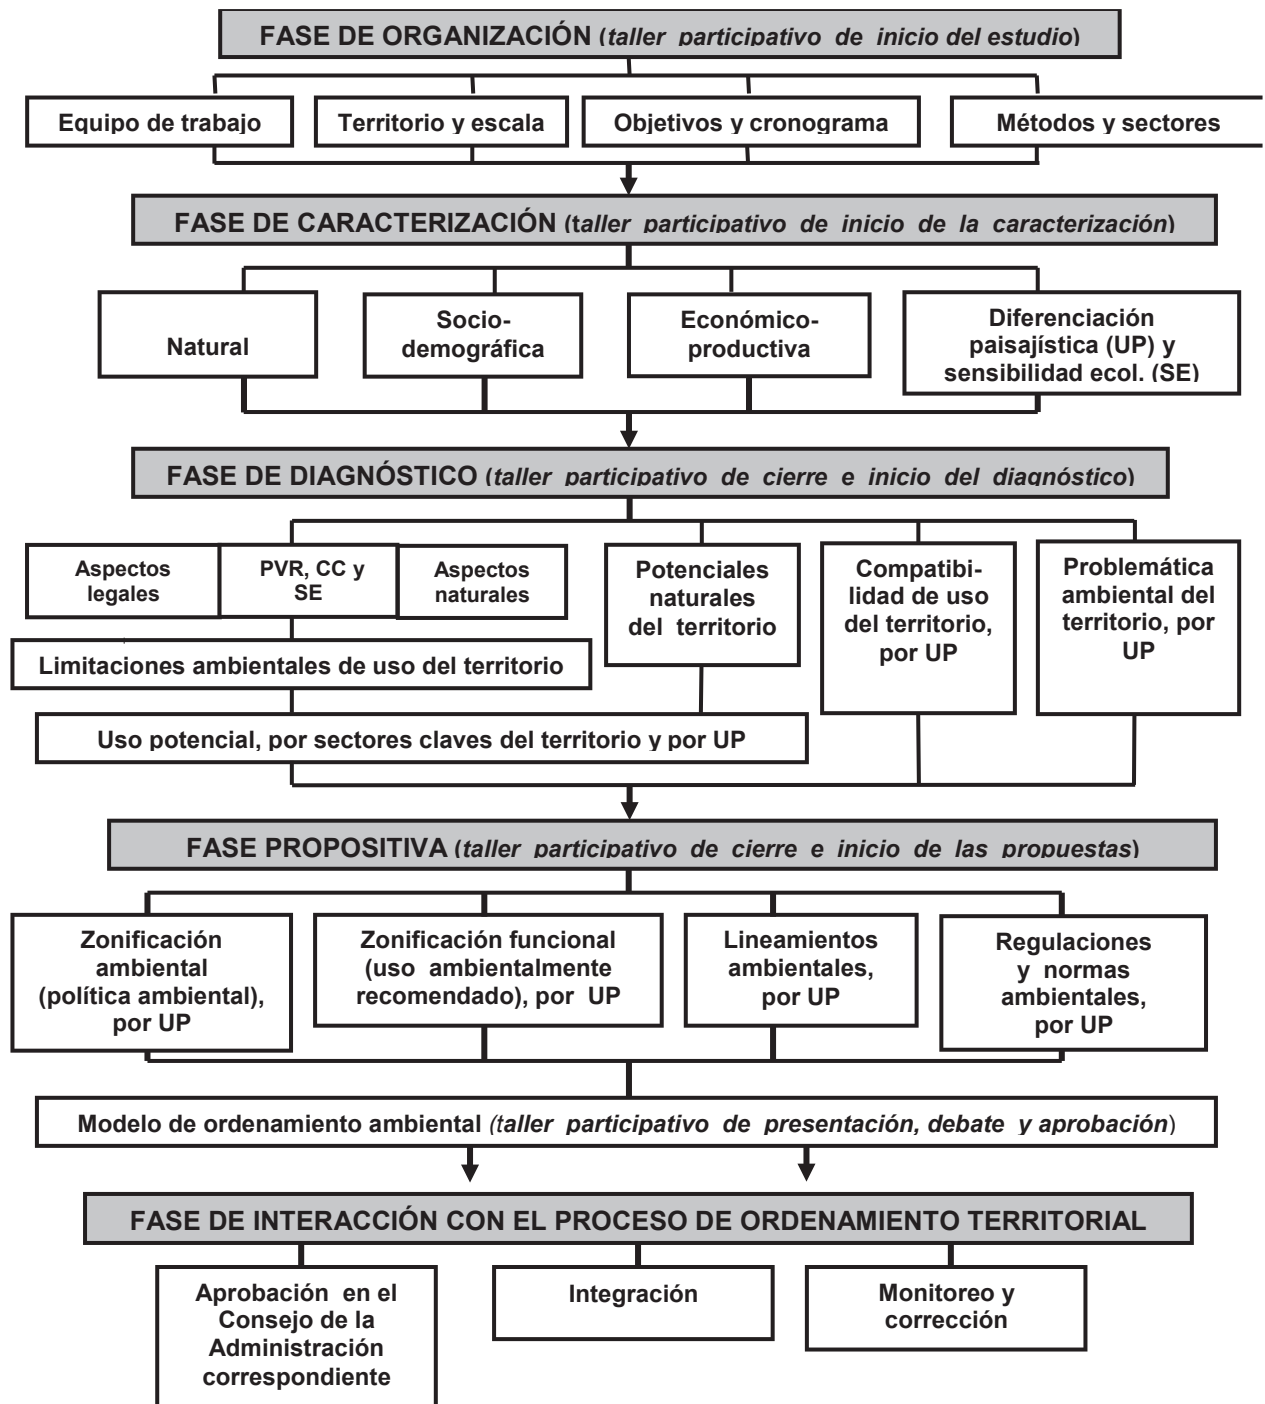 FASE DE ORGANIZACIÓN (taller participativo de inicio del estudio)
Equipo de trabajo
Territorio y escala
Objetivos y cronograma
Métodos y sectores
FASE DE CARACTERIZACIÓN (taller participativo de inicio de la caracterización)
Natural
Socio-
demográfica
Económico-
productiva
Diferenciación
paisajística (UP) y
sensibilidad ecol. (SE)
FASE DE DIAGNÓSTICO (taller participativo de cierre e inicio del diagnóstico)
Aspectos
legales
PVR, CC y
SE
Aspectos
naturales
Potenciales
naturales
del territorio
Compatibi-
lidad de uso
del territorio,
por UP
Problemática
ambiental del
territorio, por
UP
Limitaciones ambientales de uso del territorio
Uso potencial, por sectores claves del territorio y por UP
FASE PROPOSITIVA (taller participativo de cierre e inicio de las propuestas)
Zonificación
ambiental
(política ambiental),
por UP
Zonificación funcional
(uso ambientalmente
recomendado), por UP
Lineamientos
ambientales,
por UP
Regulaciones
y normas
ambientales,
por UP
Modelo de ordenamiento ambiental (taller participativo de presentación, debate y aprobación)
FASE DE INTERACCIÓN CON EL PROCESO DE ORDENAMIENTO TERRITORIAL
Aprobación en el
Consejo de la
Administración
correspondiente
Integración
Monitoreo y
corrección